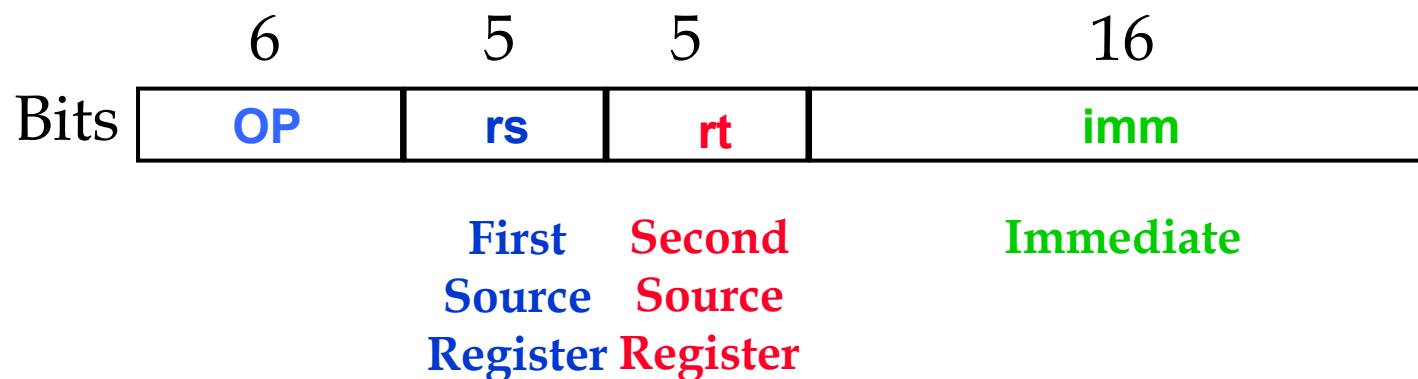 6 5 5 16
Bits OP rs rt imm
First Second Immediate
Source Source
Register Register